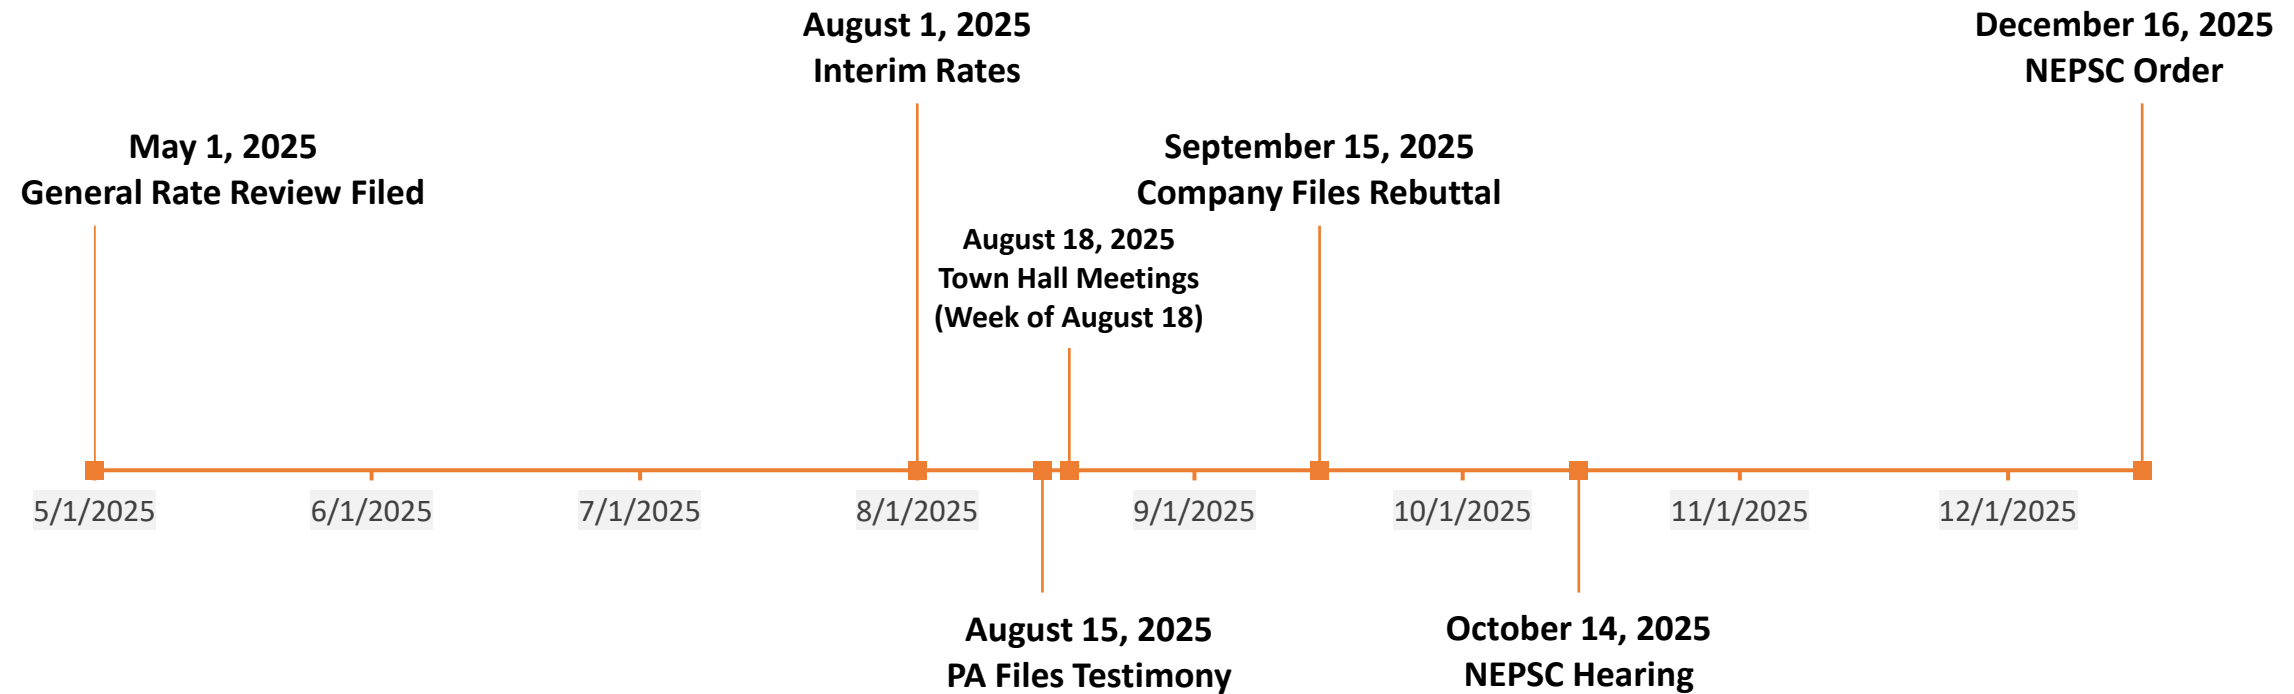 August 1, 2025
Interim Rates
December 16, 2025
NEPSC Order
May 1, 2025
General Rate Review Filed
September 15, 2025
Company Files Rebuttal
August 18, 2025
Town Hall Meetings
(Week of August 18)
5/1/2025
6/1/2025
7/1/2025
8/1/2025
9/1/2025
10/1/2025
11/1/2025
12/1/2025
August 15, 2025
PA Files Testimony
October 14, 2025
NEPSC Hearing